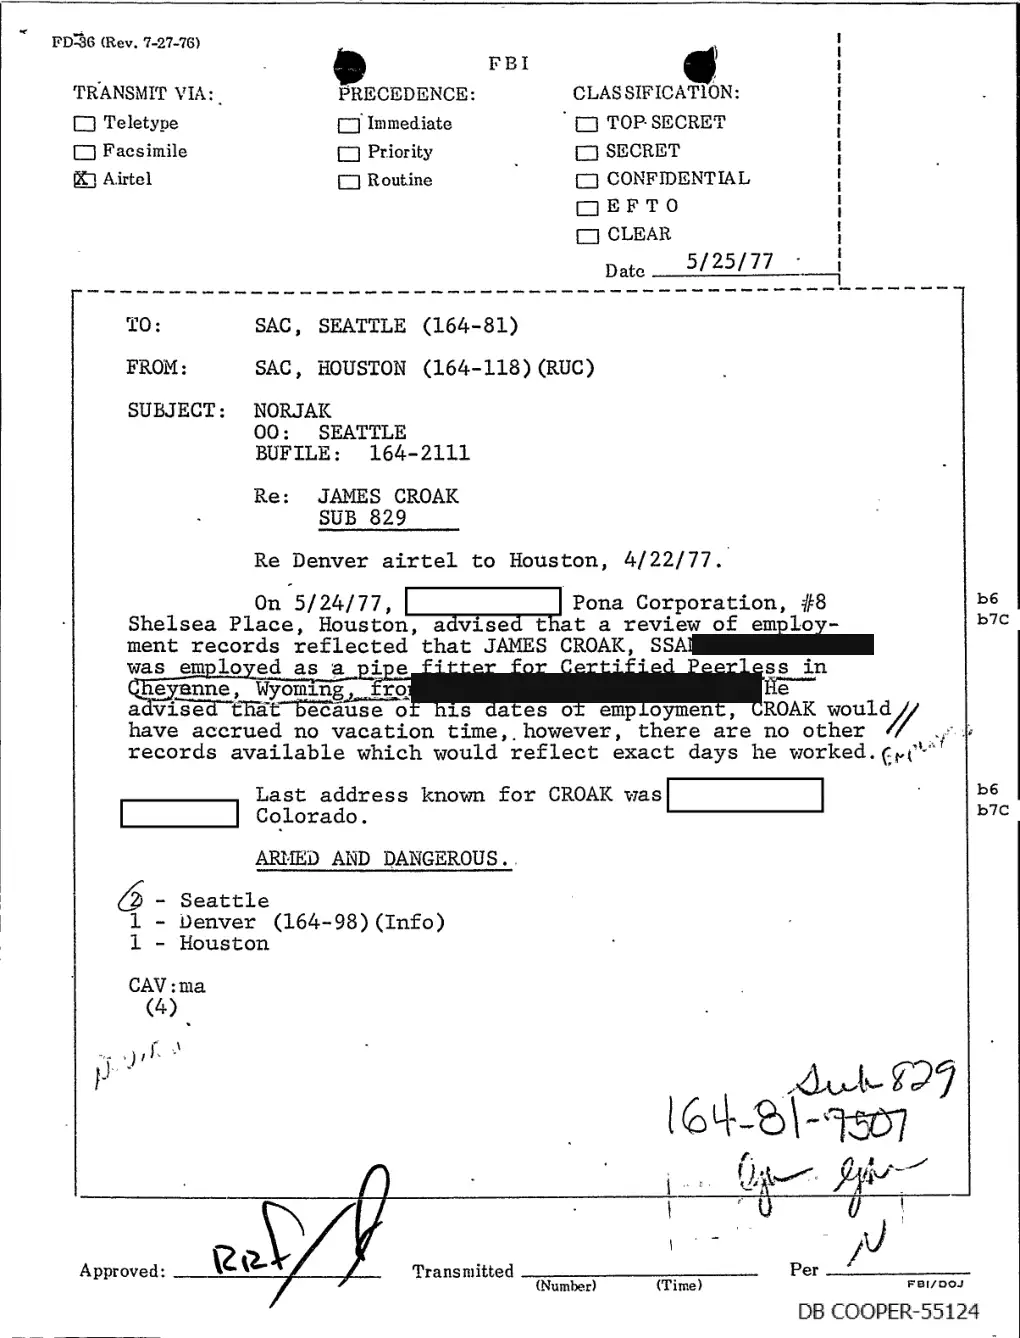 FD-36 (Rev. 7-27-76)
FBI
TRANSMIT VIA:
Teletype
Facsimile
X Airtel
PRECEDENCE:
Immediate
Priority
Routine
CLASSIFICATION:
TOP SECRET
SECRET
CONFIDENTIAL
E F T O
CLEAR
Date 5/25/77
TO: SAC, SEATTLE (164-81)
FROM: SAC, HOUSTON (164-118)(RUC)
SUBJECT: NORJAK
OO: SEATTLE
BUFILE: 164-2111
Re: JAMES CROAK
SUB 829
Re Denver airtel to Houston, 4/22/77.
On 5/24/77, Pona Corporation, #8
Shelsea Place, Houston, advised that a review of employ-
ment records reflected that JAMES CROAK, SSAN
was employed as a pipe fitter for Certified Peerless in
Cheyenne, Wyoming, from He
advised that because of his dates of employment, CROAK would
have accrued no vacation time, however, there are no other
records available which would reflect exact days he worked.
b6
b7C
Last address known for CROAK was
Colorado.
b6
b7C
ARMED AND DANGEROUS.
2 - Seattle
1 - Denver (164-98)(Info)
1 - Houston
CAV:ma
(4)
Sub 829
164-81-7507
Approved: Transmitted Per
(Number) (Time)
FBI/DOJ
DB COOPER-55124